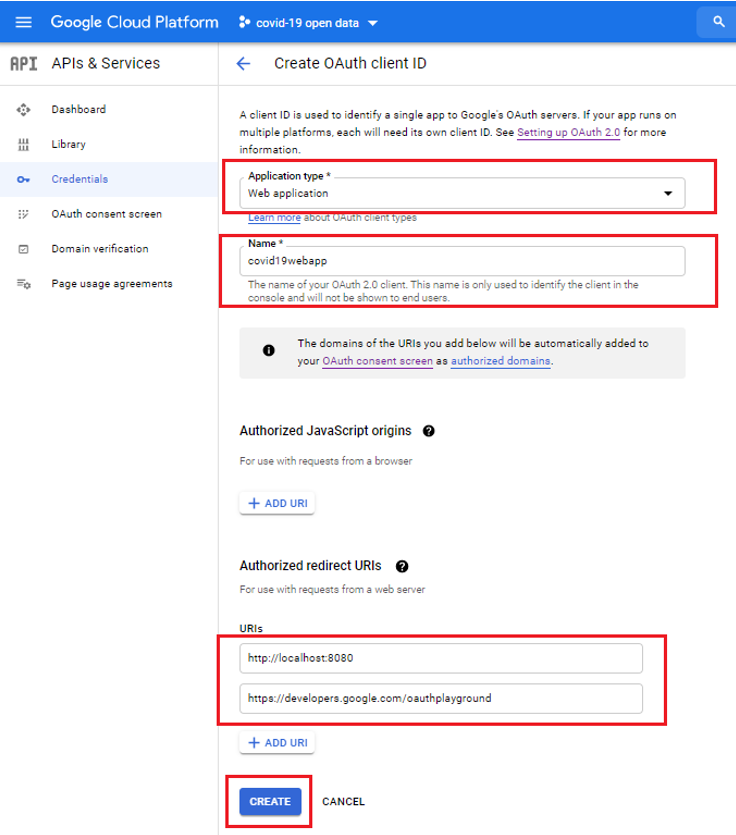 Google Cloud Platform
covid-19 open data
API
APIs & Services
Create OAuth client ID
Dashboard
Library
Credentials
OAuth consent screen
Domain verification
Page usage agreements
A client ID is used to identify a single app to Google's OAuth servers. If your app runs on
multiple platforms, each will need its own client ID. See Setting up OAuth 2.0 for more
information.
Application type *
Web application
Learn more about OAuth client types
Name *
covid19webapp
The name of your OAuth 2.0 client. This name is only used to identify the client in the
console and will not be shown to end users.
The domains of the URIs you add below will be automatically added to
your OAuth consent screen as authorized domains.
Authorized JavaScript origins
For use with requests from a browser
ADD URI
Authorized redirect URIs
For use with requests from a web server
URIs
http://localhost:8080
https://developers.google.com/oauthplayground
ADD URI
CREATE
CANCEL